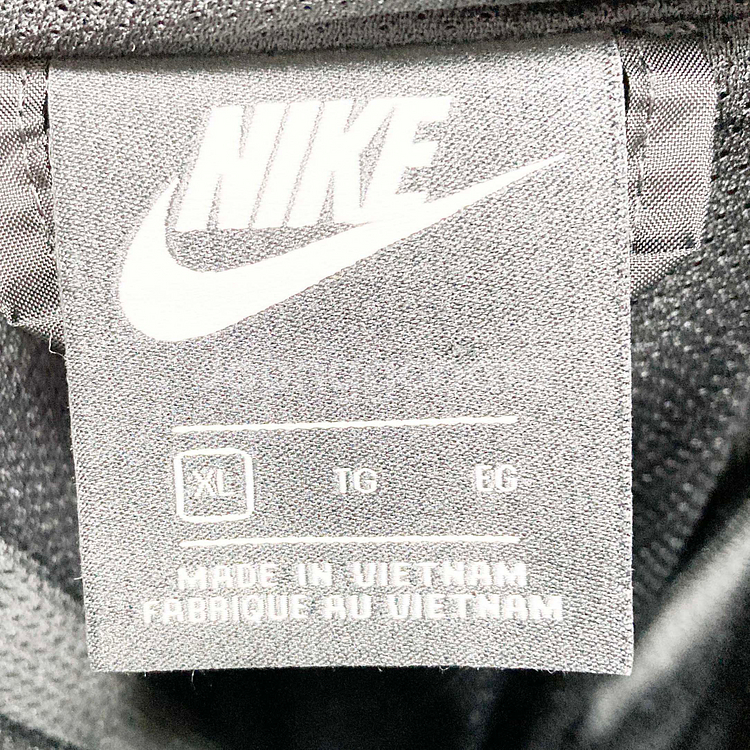 NIKE
XL TG EG
MADE IN VIETNAM
FABRIQUE AU VIETNAM